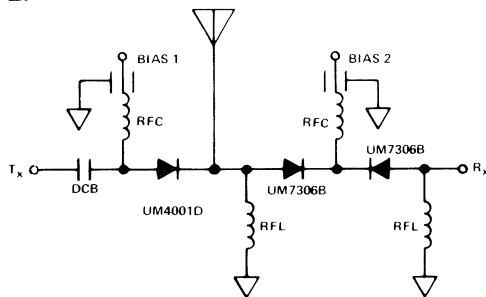 BIAS 1
BIAS 2
RFC
RFC
Tx
DCB
UM4001D
UM7306B
UM7306B
Rx
RFL
RFL